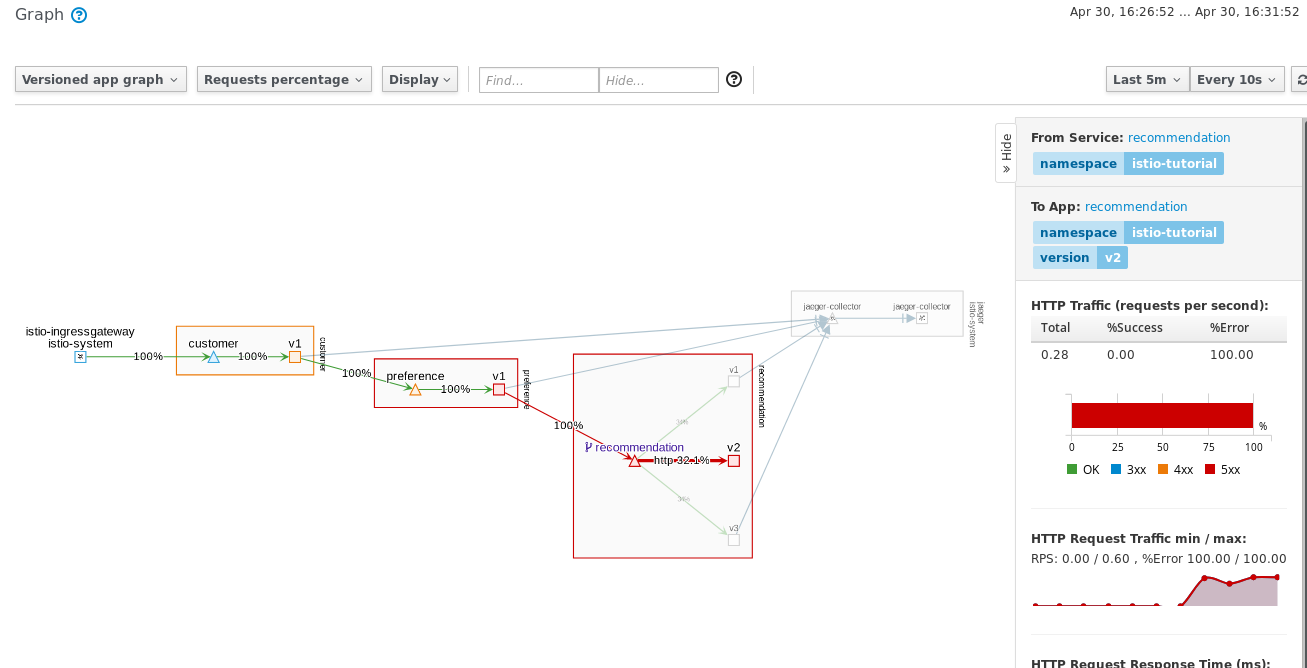 Graph
Apr 30, 16:26:52 ... Apr 30, 16:31:52
Versioned app graph
Requests percentage
Display
Find...
Hide...
Last 5m
Every 10s
Hide
From Service: recommendation
namespace istio-tutorial
To App: recommendation
namespace istio-tutorial
version v2
HTTP Traffic (requests per second):
Total %Success %Error
0.28 0.00 100.00
%
0 25 50 75 100
OK 3xx 4xx 5xx
HTTP Request Traffic min / max:
RPS: 0.00 / 0.60 , %Error 100.00 / 100.00
HTTP Request Response Time (ms):
istio-ingressgateway
istio-system
100%
customer
100%
v1
customer
100%
preference
100%
v1
preference
100%
recommendation
http 32.1%
v1
v2
v3
recommendation
jaeger-collector
jaeger-collector
jaeger
istio-system